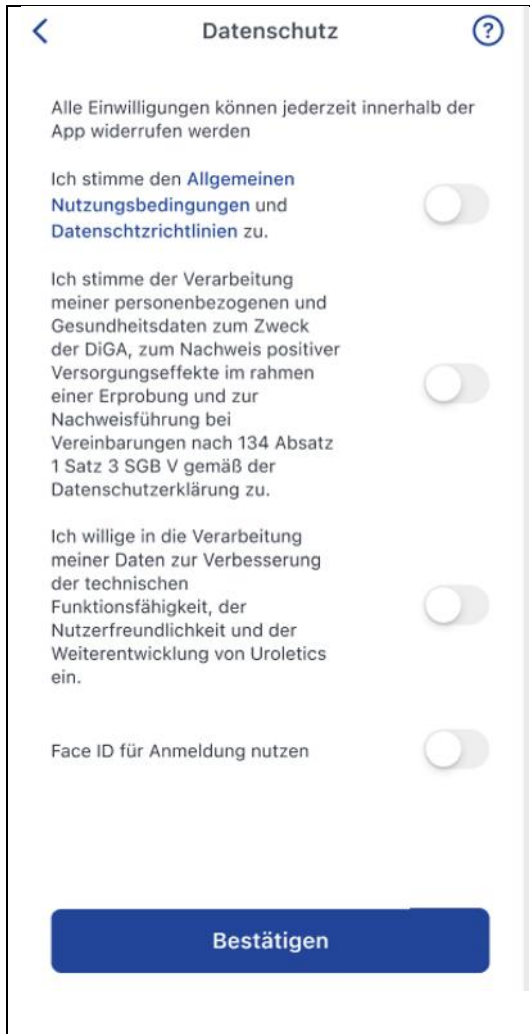 Datenschutz
?
Alle Einwilligungen können jederzeit innerhalb der
App widerrufen werden
Ich stimme den Allgemeinen
Nutzungsbedingungen und
Datenschtzrichtlinien zu.
Ich stimme der Verarbeitung
meiner personenbezogenen und
Gesundheitsdaten zum Zweck
der DiGA, zum Nachweis positiver
Versorgungseffekte im rahmen
einer Erprobung und zur
Nachweisführung bei
Vereinbarungen nach 134 Absatz
1 Satz 3 SGB V gemäß der
Datenschutzerklärung zu.
Ich willige in die Verarbeitung
meiner Daten zur Verbesserung
der technischen
Funktionsfähigkeit, der
Nutzerfreundlichkeit und der
Weiterentwicklung von Uroletics
ein.
Face ID für Anmeldung nutzen
Bestätigen